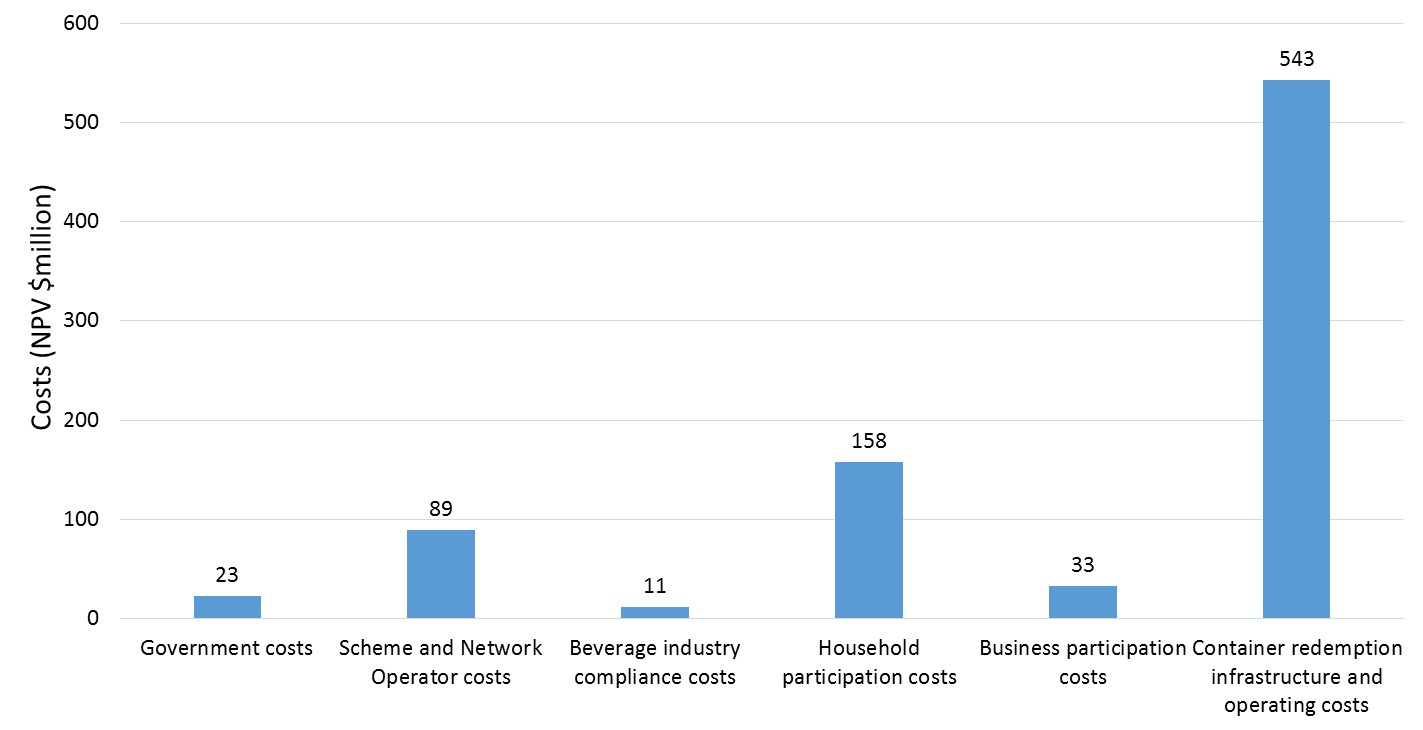 Costs (NPV $million)
600
500
400
300
200
100
0
23
89
11
158
33
543
Government costs
Scheme and Network
Operator costs
Beverage industry
compliance costs
Household
participation costs
Business participation
costs
Container redemption
infrastructure and
operating costs